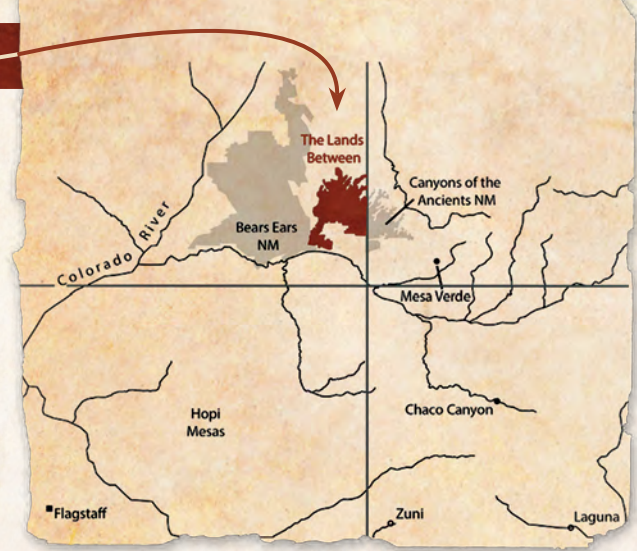 The Lands
Between
Canyons of the
Ancients NM
Bears Ears
NM
Colorado River
Mesa Verde
Hopi
Mesas
Chaco Canyon
Flagstaff
Zuni
Laguna